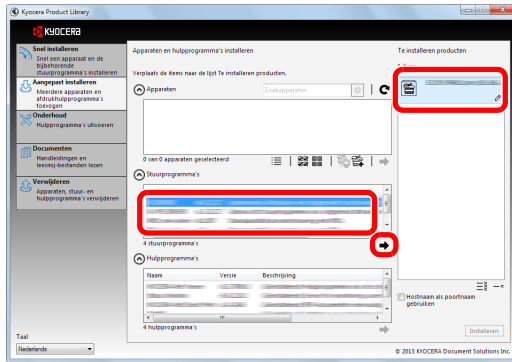 Kyocera Product Library
KYOCERA
Snel installeren
Snel een apparaat en de
bijbehorende
stuurprogramma's installeren
Aangepast installeren
Meerdere apparaten en
afdrukhulpprogramma's
toevogen
Onderhoud
Hulpprogramma's uitvoeren
Documenten
Handleidingen en
leesmij-bestanden lezen
Verwijderen
Apparaten, stuur- en
hulpprogramma's verwijderen
Taal
Nederlands
Apparaten en hulpprogramma's installeren
Verplaats de items naar de lijst Te installeren producten.
Apparaten
Zoekapparaten
0 van 0 apparaten geselecteerd
Stuurprogramma's
4 stuurprogramma's
Hulpprogramma's
Naam Versie Beschrijving
4 hulpprogramma's
Te installeren producten
Hostnaam als poortnaam
gebruiken
Installeren
© 2013 KYOCERA Document Solutions Inc.